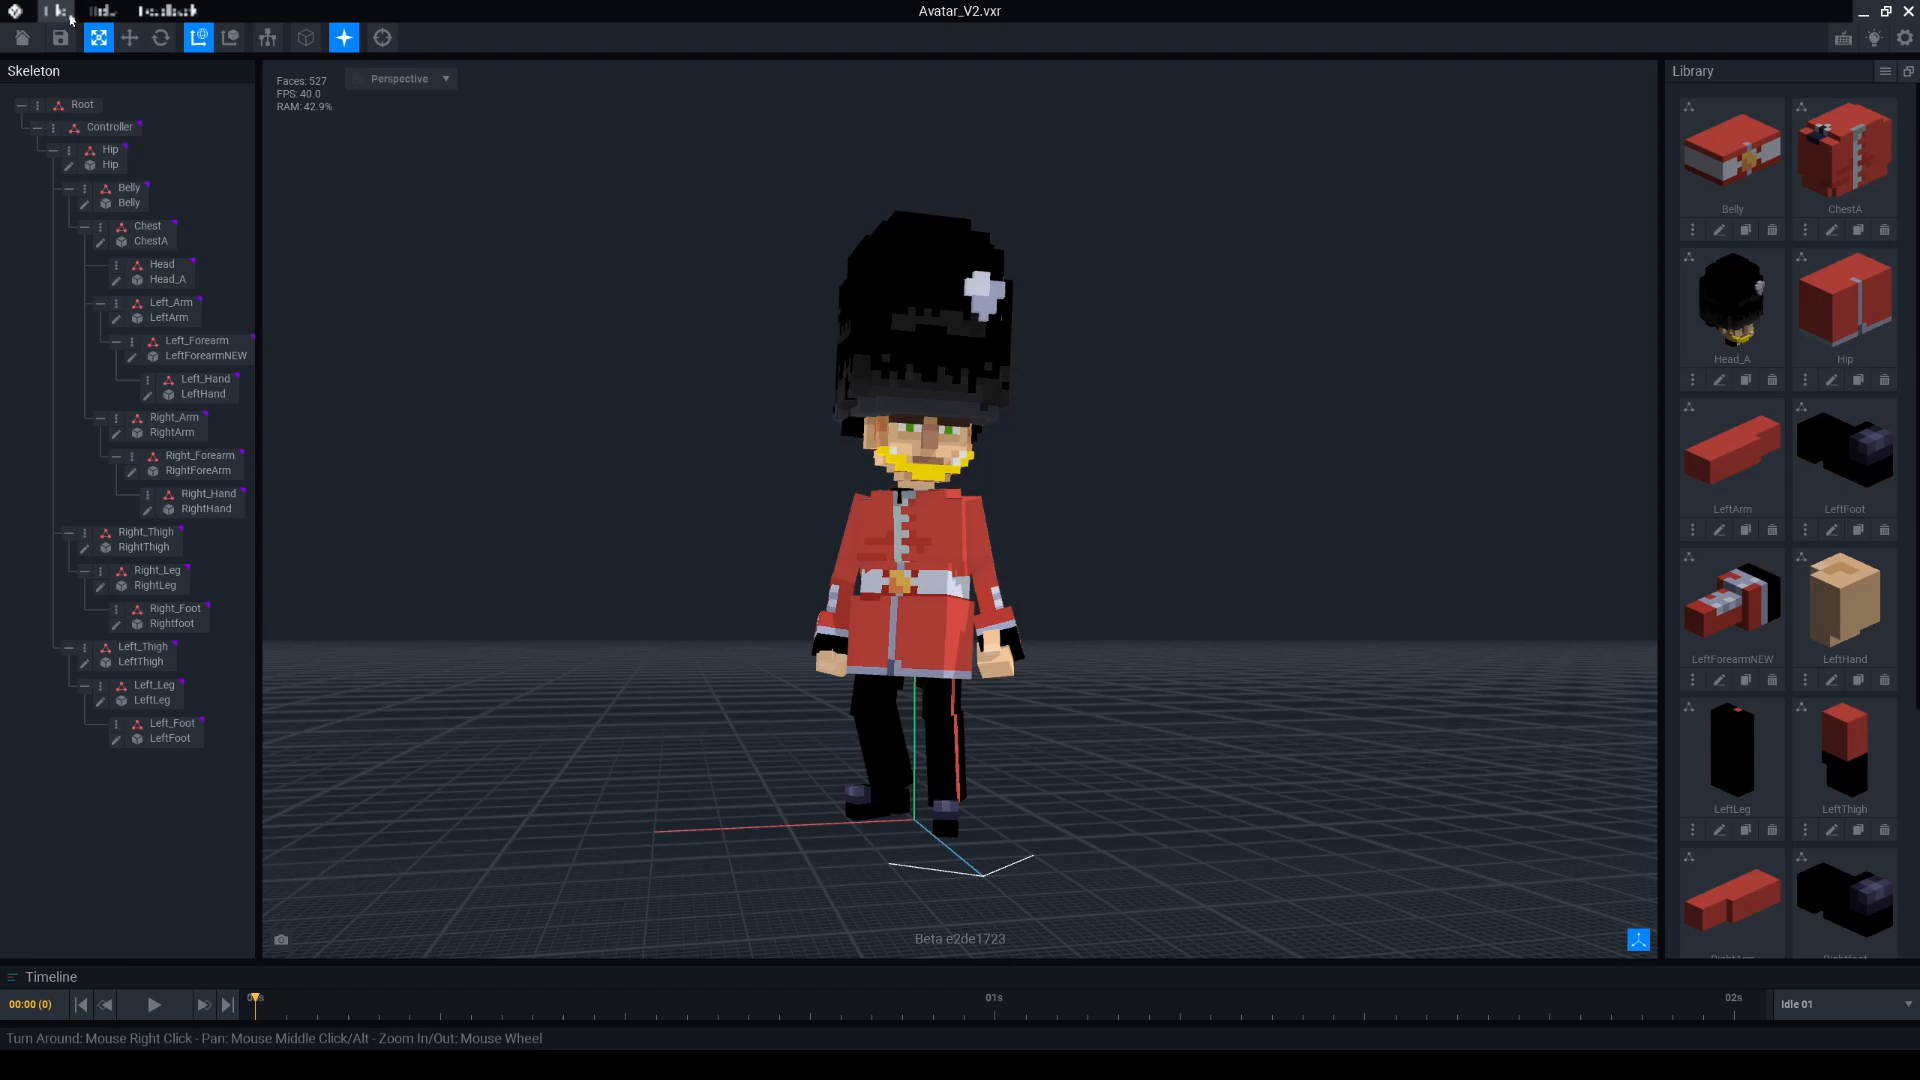 Avatar_V2.vxr
Skeleton
Library
Faces: 527
FPS: 40.0
RAM: 42.9%
Perspective
Root
Controller
Hip
Hip
Belly
Belly
Chest
ChestA
Head
Head_A
Left_Arm
LeftArm
Left_Forearm
LeftForearmNEW
Left_Hand
LeftHand
Right_Arm
RightArm
Right_Forearm
RightForeArm
Right_Hand
RightHand
Right_Thigh
RightThigh
Right_Leg
RightLeg
Right_Foot
Rightfoot
Left_Thigh
LeftThigh
Left_Leg
LeftLeg
Left_Foot
LeftFoot
Belly
ChestA
Head_A
Hip
LeftArm
LeftFoot
LeftForearmNEW
LeftHand
LeftLeg
LeftThigh
Beta e2de1723
Timeline
00:00 (0)
01s
02s
Idle 01
Turn Around: Mouse Right Click - Pan: Mouse Middle Click/Alt - Zoom In/Out: Mouse Wheel